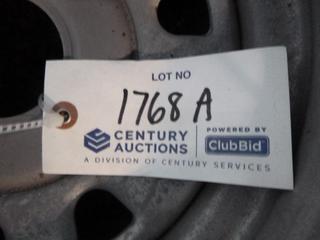 LOT NO
1768 A
CENTURY AUCTIONS POWERED BY ClubBid
A DIVISION OF CENTURY SERVICES